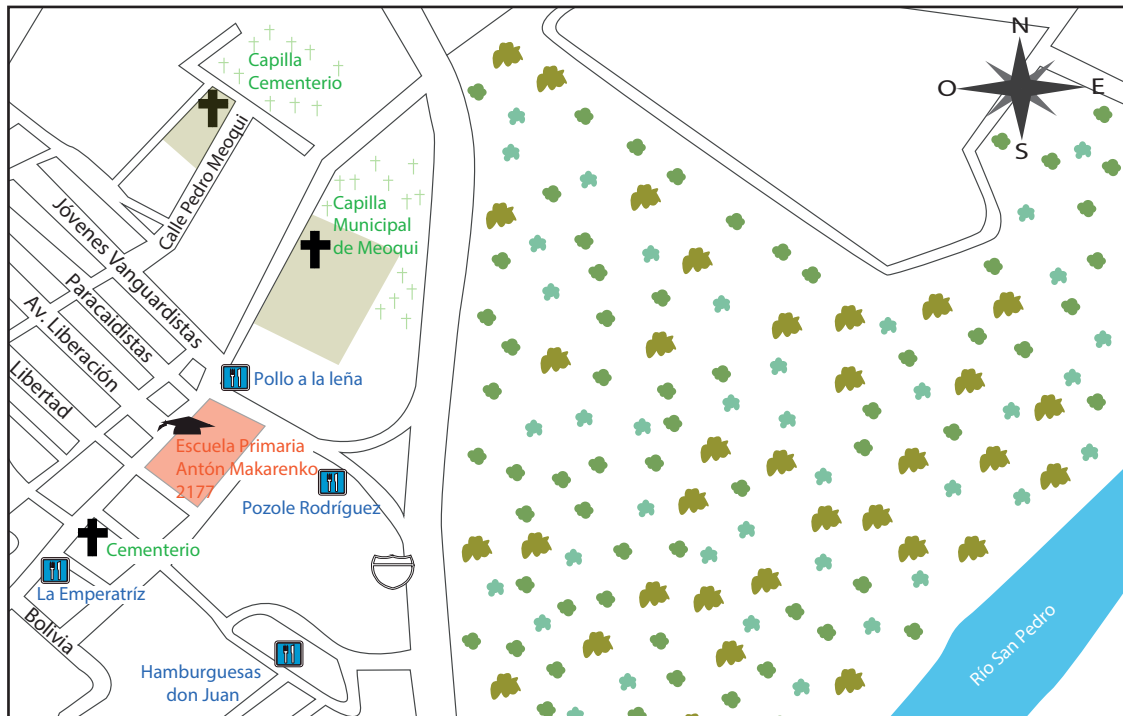 N
O
E
S
Capilla
Cementerio
Calle Pedro Meoqui
Capilla
Municipal
de Meoqui
Jóvenes Vanguardistas
Paracaidistas
Av. Liberación
Libertad
Pollo a la leña
Escuela Primaria
Antón Makarenko
2177
Pozole Rodríguez
Cementerio
La Emperatríz
Bolivia
Hamburguesas
don Juan
Río San Pedro